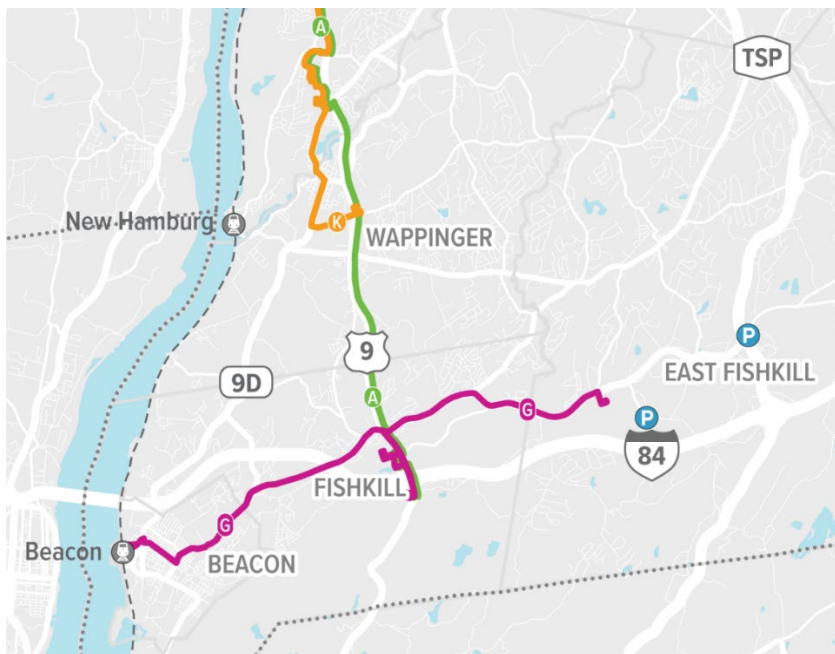 A
TSP
New Hamburg
K
WAPPINGER
9
P
9D
EAST FISHKILL
A
G
P
84
FISHKILL
G
Beacon
BEACON